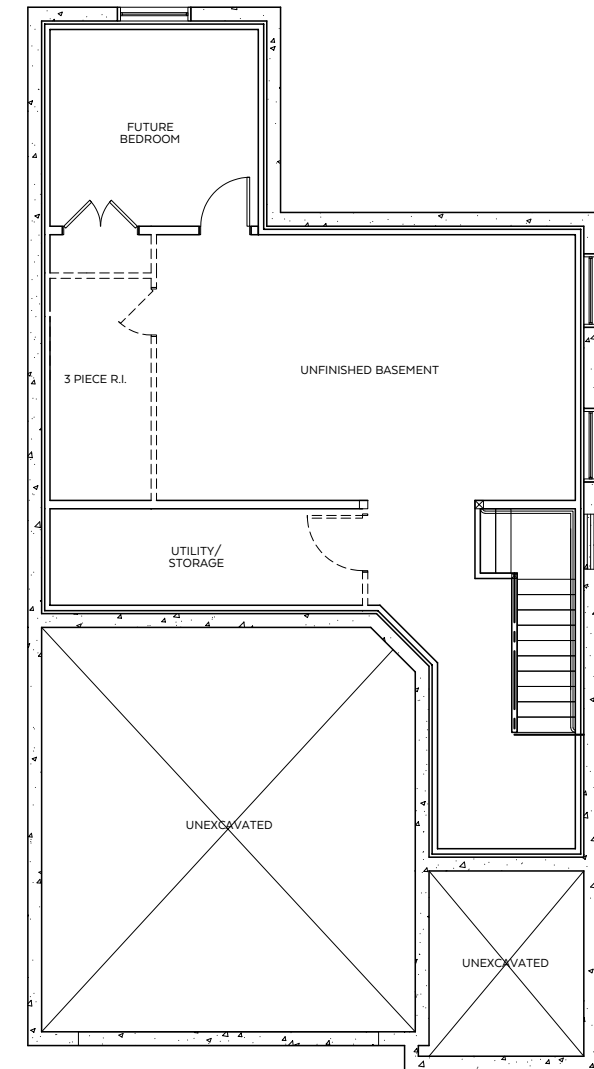 FUTURE
BEDROOM
3 PIECE R.I.
UNFINISHED BASEMENT
UTILITY/
STORAGE
UNEXCAVATED
UNEXCAVATED